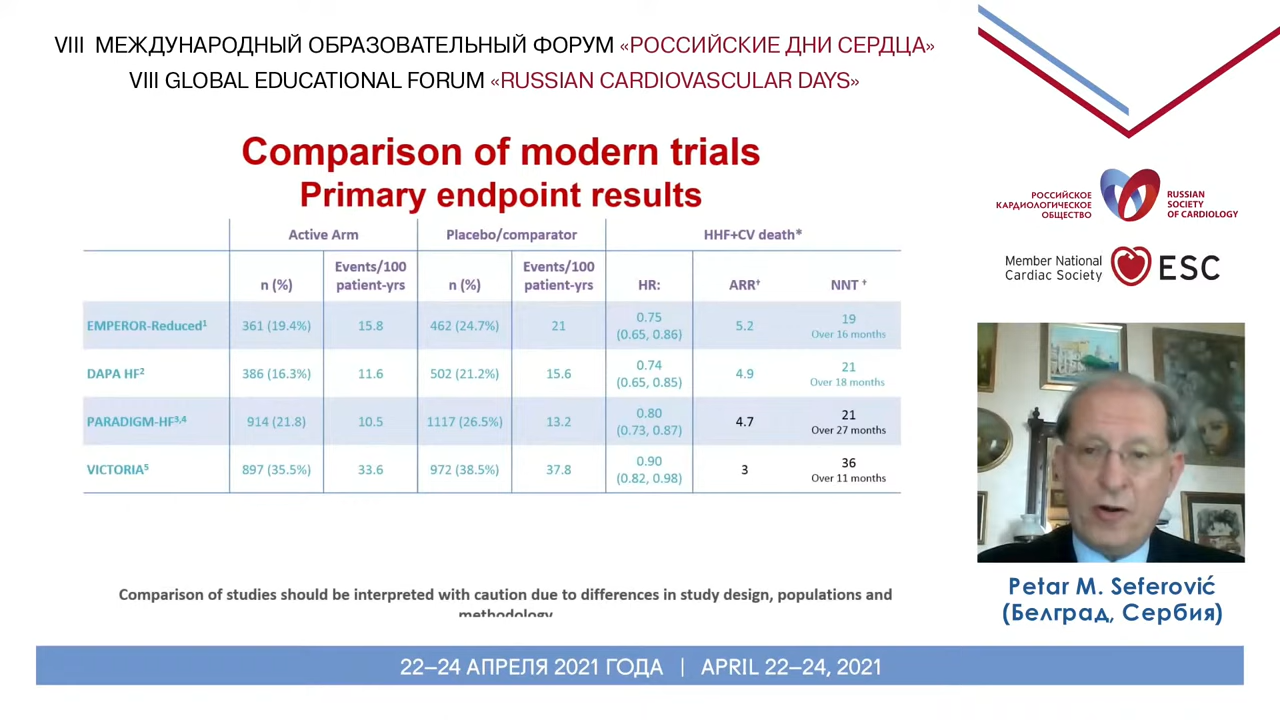 VIII МЕЖДУНАРОДНЫЙ ОБРАЗОВАТЕЛЬНЫЙ ФОРУМ «РОССИЙСКИЕ ДНИ СЕРДЦА»
VIII GLOBAL EDUCATIONAL FORUM «RUSSIAN CARDIOVASCULAR DAYS»
Comparison of modern trials
Primary endpoint results
Active Arm Placebo/comparator HHF+CV death*
n (%) Events/100 patient-yrs n (%) Events/100 patient-yrs HR: ARR† NNT †
EMPEROR-Reduced¹ 361 (19.4%) 15.8 462 (24.7%) 21 0.75 (0.65, 0.86) 5.2 19 Over 16 months
DAPA HF² 386 (16.3%) 11.6 502 (21.2%) 15.6 0.74 (0.65, 0.85) 4.9 21 Over 18 months
PARADIGM-HF³,⁴ 914 (21.8) 10.5 1117 (26.5%) 13.2 0.80 (0.73, 0.87) 4.7 21 Over 27 months
VICTORIA⁵ 897 (35.5%) 33.6 972 (38.5%) 37.8 0.90 (0.82, 0.98) 3 36 Over 11 months
Comparison of studies should be interpreted with caution due to differences in study design, populations and
methodology
РОССИЙСКОЕ
КАРДИОЛОГИЧЕСКОЕ
ОБЩЕСТВО
RUSSIAN
SOCIETY
OF CARDIOLOGY
Member National
Cardiac Society
ESC
Petar M. Seferović
(Белград, Сербия)
22–24 АПРЕЛЯ 2021 ГОДА | APRIL 22–24, 2021